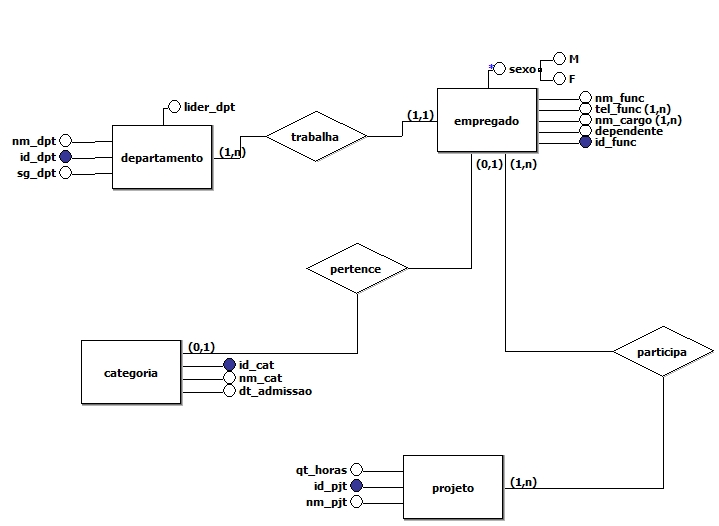 M
* sexo
F
lider_dpt
nm_func
tel_func (1,n)
nm_cargo (1,n)
dependente
id_func
(1,1)
empregado
nm_dpt
id_dpt
sg_dpt
departamento
(1,n)
trabalha
(0,1)
(1,n)
pertence
(0,1)
categoria
id_cat
nm_cat
dt_admissao
participa
qt_horas
id_pjt
nm_pjt
projeto
(1,n)